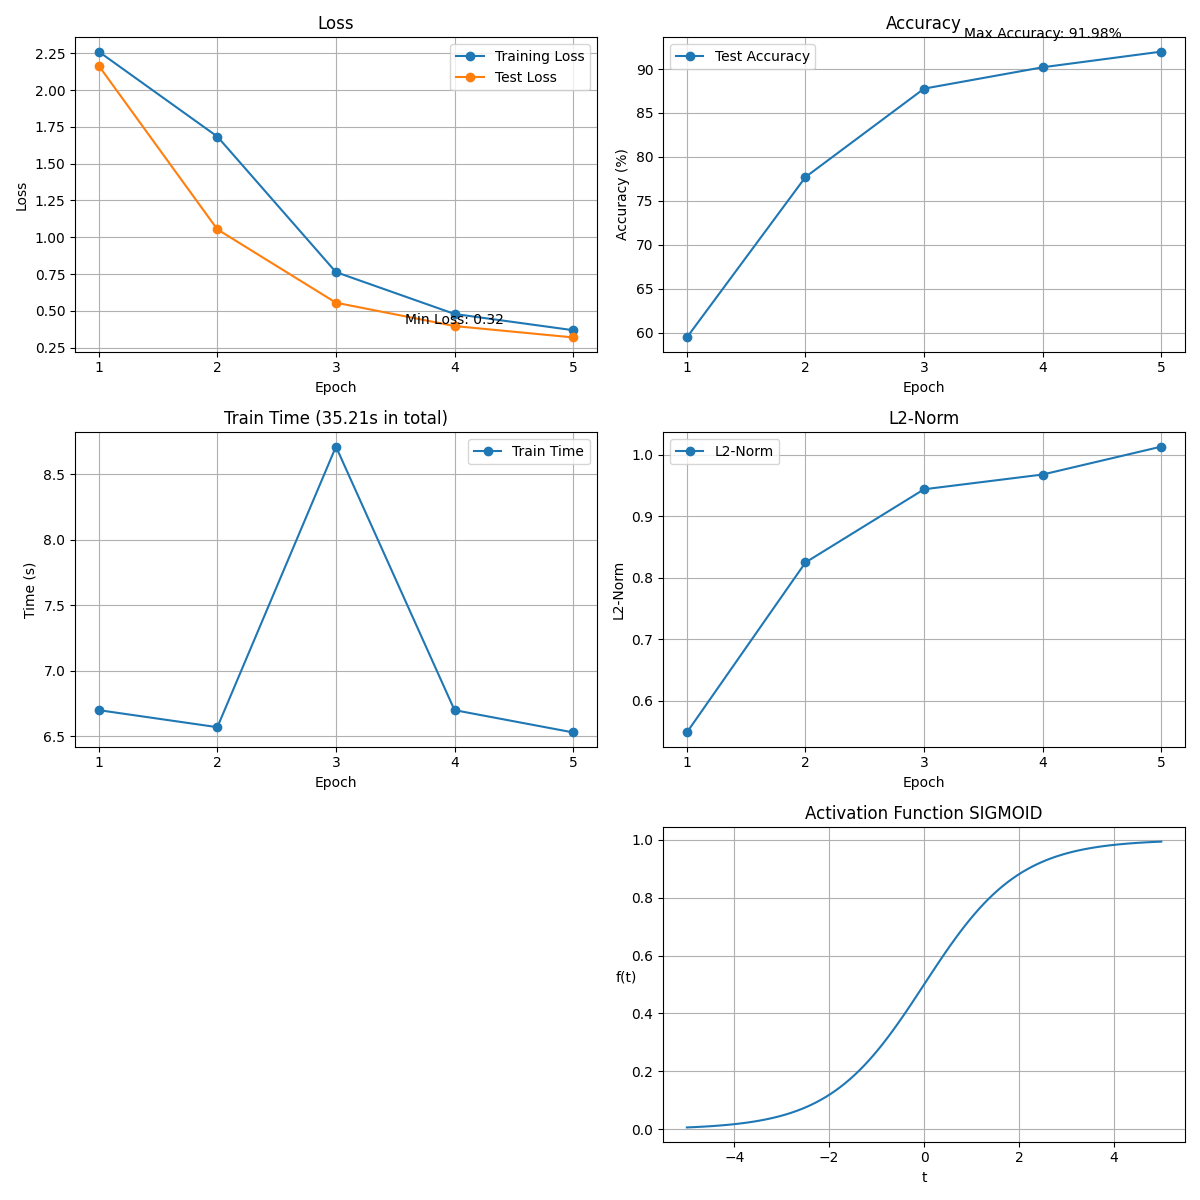 Loss
Training Loss
Test Loss
Min Loss: 0.32
Loss
2.25
2.00
1.75
1.50
1.25
1.00
0.75
0.50
0.25
1 2 3 4 5
Epoch
Accuracy
Max Accuracy: 91.98%
Test Accuracy
Accuracy (%)
90
85
80
75
70
65
60
1 2 3 4 5
Epoch
Train Time (35.21s in total)
Train Time
Time (s)
8.5
8.0
7.5
7.0
6.5
1 2 3 4 5
Epoch
L2-Norm
L2-Norm
L2-Norm
1.0
0.9
0.8
0.7
0.6
1 2 3 4 5
Epoch
Activation Function SIGMOID
f(t)
1.0
0.8
0.6
0.4
0.2
0.0
−4 −2 0 2 4
t